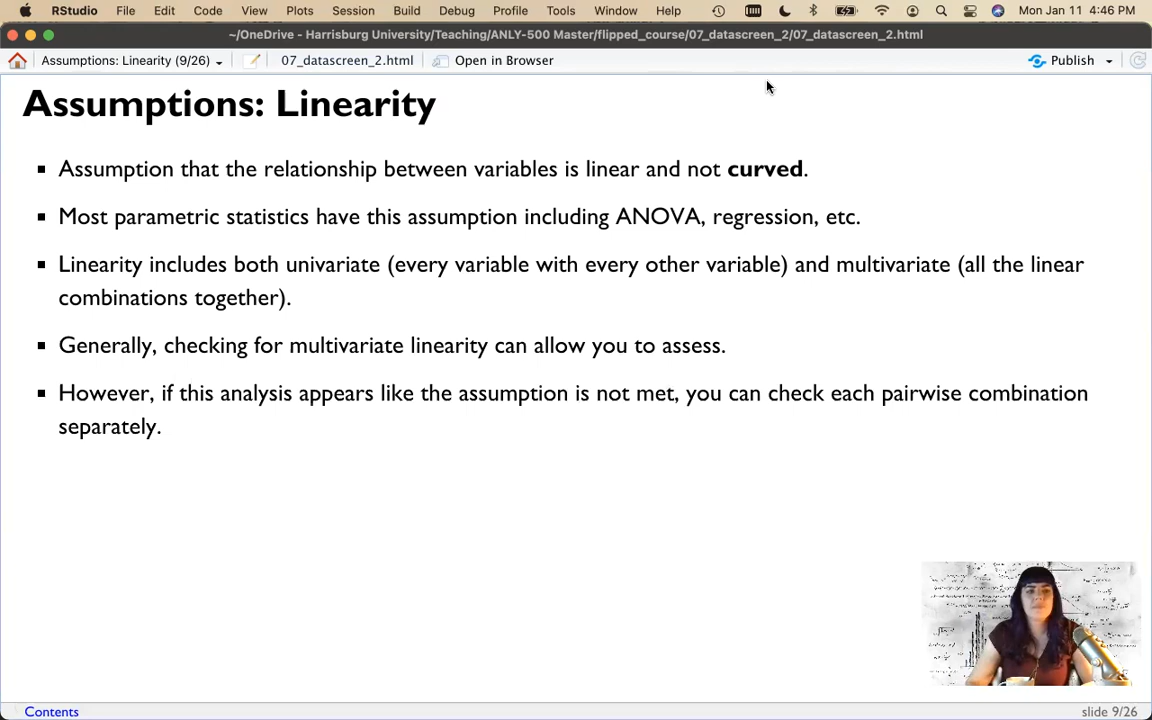 RStudio File Edit Code View Plots Session Build Debug Profile Tools Window Help Mon Jan 11 4:46 PM
~/OneDrive - Harrisburg University/Teaching/ANLY-500 Master/flipped_course/07_datascreen_2/07_datascreen_2.html
Assumptions: Linearity (9/26) 07_datascreen_2.html Open in Browser Publish
Assumptions: Linearity
Assumption that the relationship between variables is linear and not curved.
Most parametric statistics have this assumption including ANOVA, regression, etc.
Linearity includes both univariate (every variable with every other variable) and multivariate (all the linear
combinations together).
Generally, checking for multivariate linearity can allow you to assess.
However, if this analysis appears like the assumption is not met, you can check each pairwise combination
separately.
Contents slide 9/26